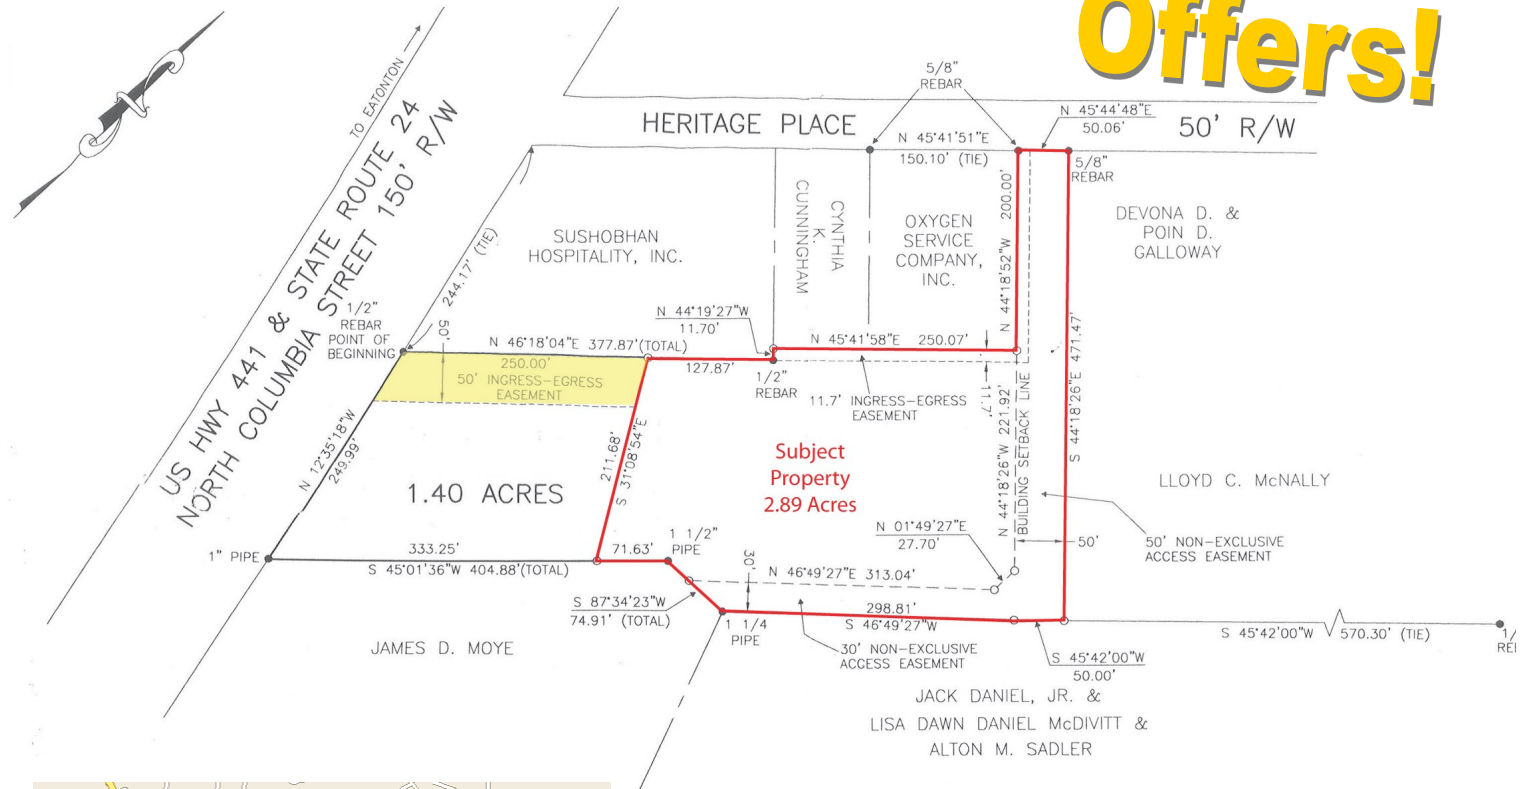 Offers!
TO EATONTON
US HWY 441 & STATE ROUTE 24
NORTH COLUMBIA STREET 150' R/W
HERITAGE PLACE
50' R/W
5/8"
REBAR
N 45°44'48"E
50.06'
N 45°41'51"E
150.10' (TIE)
5/8"
REBAR
244.17' (TIE)
SUSHOBHAN
HOSPITALITY, INC.
CYNTHIA
K.
CUNNINGHAM
OXYGEN
SERVICE
COMPANY,
INC.
N 44°18'52"W 200.00'
DEVONA D. &
POIN D.
GALLOWAY
1/2"
REBAR
POINT OF
BEGINNING
50'
N 46°18'04"E 377.87'(TOTAL)
250.00'
50' INGRESS-EGRESS
EASEMENT
N 44°19'27"W
11.70'
127.87'
1/2"
REBAR
N 45°41'58"E 250.07'
11.7' INGRESS-EGRESS
EASEMENT
11.7'
S 44°18'26"E 471.47'
N 12°35'18"W
249.99'
211.68'
S 31°08'54"E
1.40 ACRES
Subject
Property
2.89 Acres
N 44°18'26"W 221.92'
BUILDING SETBACK LINE
LLOYD C. McNALLY
N 01°49'27"E
27.70'
50'
50' NON-EXCLUSIVE
ACCESS EASEMENT
1" PIPE
333.25'
S 45°01'36"W 404.88'(TOTAL)
71.63'
1 1/2"
PIPE
30'
N 46°49'27"E 313.04'
S 87°34'23"W
74.91' (TOTAL)
298.81'
S 46°49'27"W
1 1/4
PIPE
30' NON-EXCLUSIVE
ACCESS EASEMENT
S 45°42'00"W
50.00'
S 45°42'00"W 570.30' (TIE)
JAMES D. MOYE
JACK DANIEL, JR. &
LISA DAWN DANIEL McDIVITT &
ALTON M. SADLER